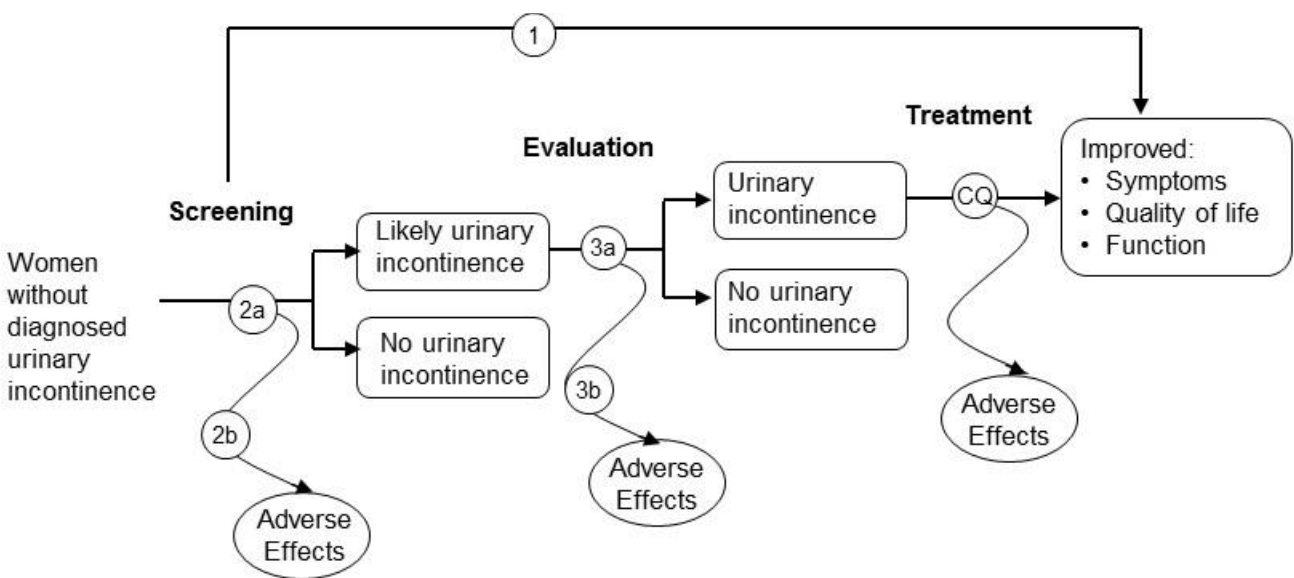 1
Treatment
Evaluation
Screening
Improved:
• Symptoms
• Quality of life
• Function
Urinary
incontinence
CQ
Likely urinary
incontinence
3a
Women
without
diagnosed
urinary
incontinence
2a
No urinary
incontinence
No urinary
incontinence
3b
2b
Adverse
Effects
Adverse
Effects
Adverse
Effects